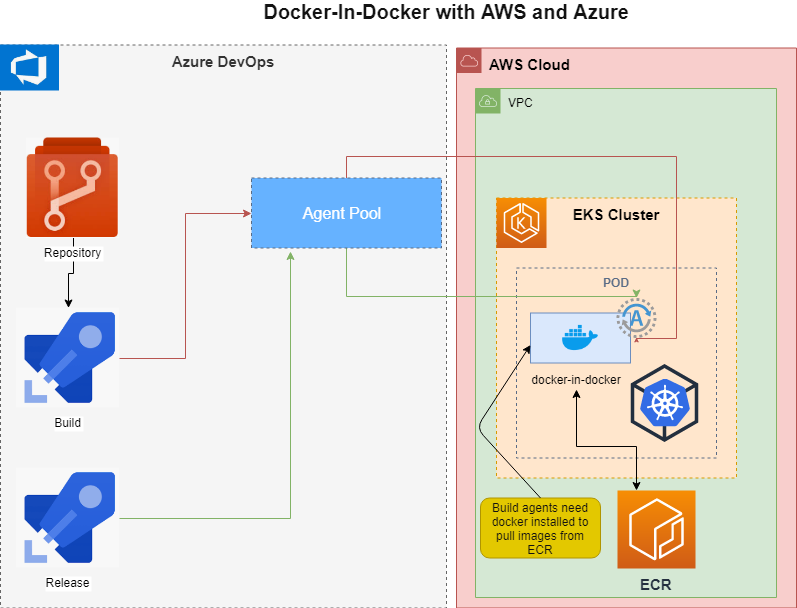 Docker-In-Docker with AWS and Azure
Azure DevOps
AWS Cloud
VPC
Agent Pool
K
EKS Cluster
Repository
POD
A
docker-in-docker
Build
Build agents need
docker installed to
pull images from
ECR
Release
ECR